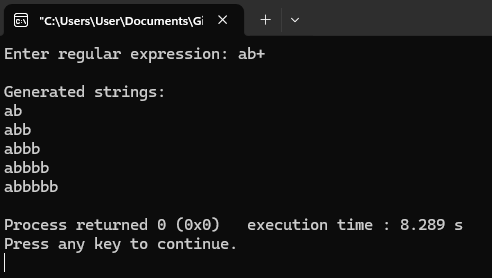 "C:\Users\User\Documents\Gi
Enter regular expression: ab+
Generated strings:
ab
abb
abbb
abbbb
abbbbb
Process returned 0 (0x0)   execution time : 8.289 s
Press any key to continue.